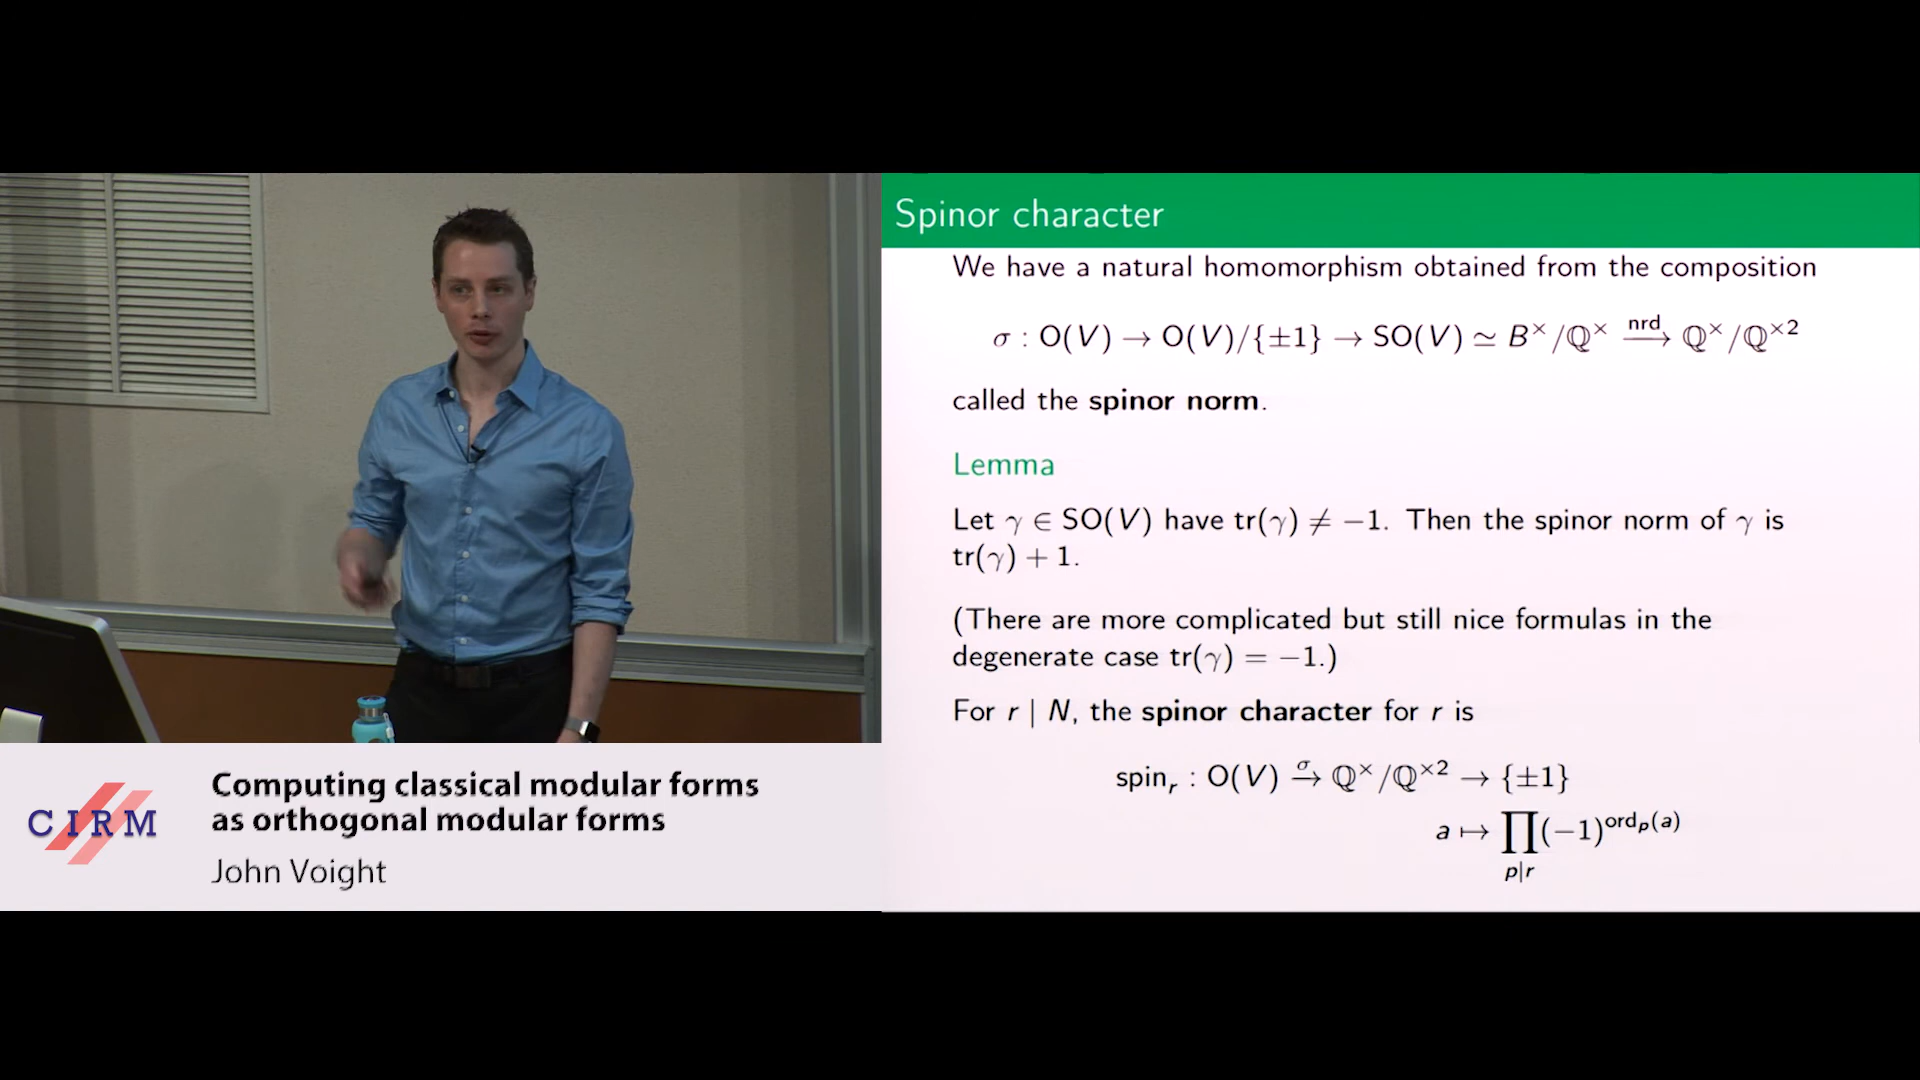 Spinor character
We have a natural homomorphism obtained from the composition
σ : O(V) → O(V)/{±1} → SO(V) ≃ B^×/ℚ^× \xrightarrow{nrd} ℚ^×/ℚ^{×2}
called the spinor norm.
Lemma
Let γ ∈ SO(V) have tr(γ) ≠ −1. Then the spinor norm of γ is
tr(γ) + 1.
(There are more complicated but still nice formulas in the
degenerate case tr(γ) = −1.)
For r | N, the spinor character for r is
spin_r : O(V) \xrightarrow{σ} ℚ^×/ℚ^{×2} → {±1}
a ↦ ∏_{p|r} (−1)^{ord_p(a)}
CIRM
Computing classical modular forms
as orthogonal modular forms
John Voight